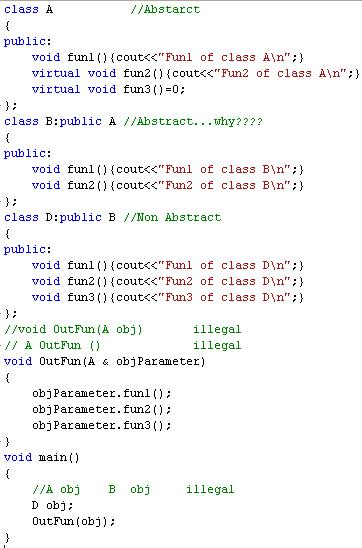 class A          //Abstarct
{
public:
    void fun1(){cout<<"Fun1 of class A\n";}
    virtual void fun2(){cout<<"Fun2 of class A\n";}
    virtual void fun3()=0;
};
class B:public A //Abstract...why????
{
public:
    void fun1(){cout<<"Fun1 of class B\n";}
    void fun2(){cout<<"Fun2 of class B\n";}
};
class D:public B //Non Abstract
{
public:
    void fun1(){cout<<"Fun1 of class D\n";}
    void fun2(){cout<<"Fun2 of class D\n";}
    void fun3(){cout<<"Fun3 of class D\n";}
};
//void OutFun(A obj)      illegal
// A OutFun ()            illegal
void OutFun(A & objParameter)
{
    objParameter.fun1();
    objParameter.fun2();
    objParameter.fun3();
}
void main()
{
    //A obj    B  obj     illegal
    D obj;
    OutFun(obj);
}